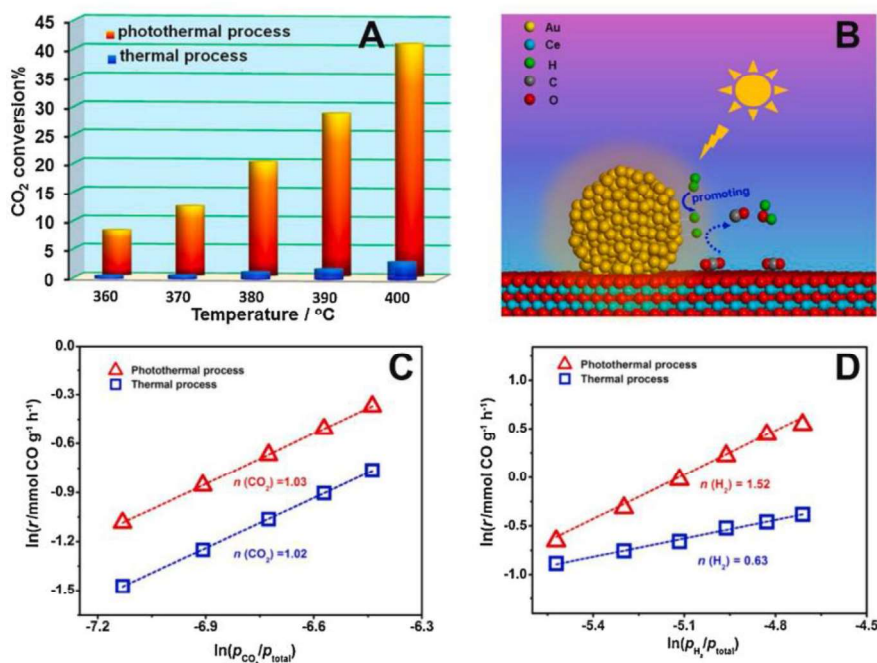 A
photothermal process
thermal process
45
40
35
30
25
20
15
10
5
0
CO₂ conversion%
360 370 380 390 400
Temperature / °C
B
Au
Ce
H
C
O
promoting
C
Photothermal process
Thermal process
0.0
-0.3
-0.6
-0.9
-1.2
-1.5
ln(r/mmol CO g⁻¹ h⁻¹)
n (CO₂) =1.03
n (CO₂) =1.02
-7.2 -6.9 -6.6 -6.3
ln(p_CO₂/p_total)
D
Photothermal process
Thermal process
1.0
0.5
0.0
-0.5
-1.0
ln(r/mmol CO g⁻¹ h⁻¹)
n (H₂) = 1.52
n (H₂) = 0.63
-5.4 -5.1 -4.8 -4.5
ln(p_H₂/p_total)